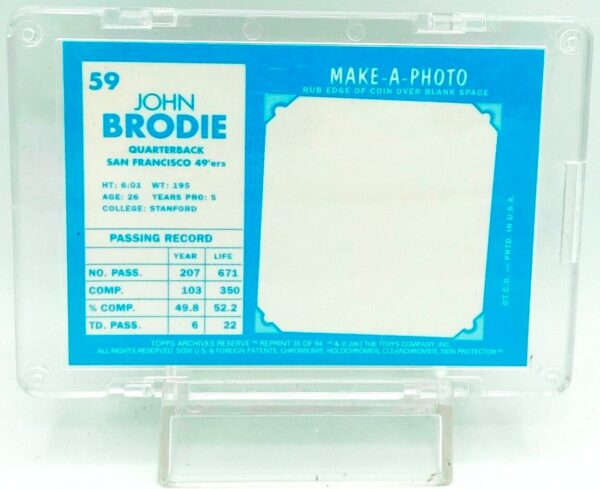 59
JOHN
BRODIE
QUARTERBACK
SAN FRANCISCO 49'ers
HT: 6:01 WT: 195
AGE: 26 YEARS PRO: 5
COLLEGE: STANFORD
PASSING RECORD
YEAR LIFE
NO. PASS. 207 671
COMP. 103 350
% COMP. 49.8 52.2
TD. PASS. 6 22
MAKE-A-PHOTO
RUB EDGE OF COIN OVER BLANK SPACE
©T.C.G. — PRTD. IN U.S.A.
TOPPS ARCHIVES RESERVE™ REPRINT 35 OF 94 ™ & © 2001 THE TOPPS COMPANY, INC.
ALL RIGHTS RESERVED. SOME U.S. & FOREIGN PATENTS: CHROMIUM®, HOLOCHROME®, CLEARCHROME®, SKIN PROTECTOR™